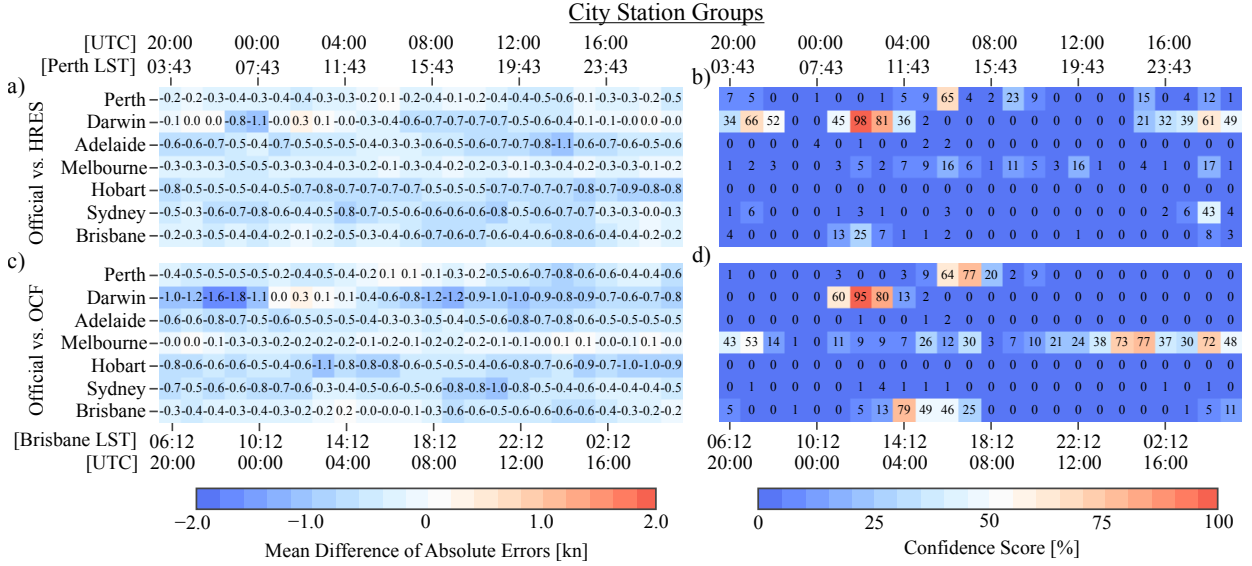 City Station Groups
[UTC] 20:00 00:00 04:00 08:00 12:00 16:00 20:00 00:00 04:00 08:00 12:00 16:00
[Perth LST] 03:43 07:43 11:43 15:43 19:43 23:43 03:43 07:43 11:43 15:43 19:43 23:43
a) b)
Official vs. HRES
Perth -0.2 -0.2 -0.3 -0.4 -0.3 -0.4 -0.4 -0.3 -0.3 -0.2 0.1 -0.2 -0.4 -0.1 -0.2 -0.4 -0.4 -0.5 -0.6 -0.1 -0.3 -0.3 -0.2 -0.5 7 5 0 0 1 0 0 1 5 9 65 4 2 23 9 0 0 0 0 15 0 4 12 1
Darwin -0.1 0.0 0.0 -0.8 -1.1 -0.0 0.3 0.1 -0.0 -0.4 -0.6 -0.7 -0.7 -0.7 -0.7 -0.5 -0.6 -0.4 -0.1 -0.1 -0.0 -0.0 0.0 -0.0 34 66 52 0 0 45 98 81 36 2 0 0 0 0 0 0 0 0 0 21 32 39 61 49
Adelaide -0.6 -0.6 -0.7 -0.5 -0.4 -0.7 -0.5 -0.4 -0.3 -0.4 -0.3 -0.4 -0.6 -0.6 -0.5 -0.7 -0.7 -0.8 -1.1 -0.6 -0.7 -0.6 -0.5 -0.6 0 0 0 0 4 0 1 0 0 2 2 0 0 0 0 0 0 0 0 0 0 0 0 0
Melbourne -0.3 -0.3 -0.3 -0.5 -0.3 -0.3 -0.2 -0.3 -0.4 -0.3 -0.2 -0.2 -0.3 -0.1 -0.3 -0.4 -0.3 -0.4 -0.3 -0.2 -0.3 -0.3 -0.1 -0.2 1 2 3 0 0 3 5 2 7 9 16 6 1 11 5 3 16 1 0 4 1 0 17 1
Hobart -0.8 -0.5 -0.5 -0.5 -0.4 -0.5 -0.7 -0.8 -0.7 -0.7 -0.7 -0.7 -0.5 -0.5 -0.7 -0.7 -0.7 -0.7 -0.7 -0.8 -0.7 -0.9 -0.8 -0.8 0 0 0 0 0 0 0 0 0 0 0 0 0 0 0 0 0 0 0 0 0 0 0 0
Sydney -0.5 -0.3 -0.6 -0.7 -0.8 -0.6 -0.4 -0.5 -0.8 -0.7 -0.5 -0.6 -0.6 -0.6 -0.6 -0.8 -0.5 -0.6 -0.7 -0.7 -0.3 -0.3 -0.0 -0.3 1 6 0 0 0 1 3 1 0 0 3 0 0 0 0 0 0 0 0 0 2 6 43 4
Brisbane -0.2 -0.3 -0.5 -0.4 -0.4 -0.2 -0.1 -0.2 -0.5 -0.3 -0.4 -0.6 -0.7 -0.6 -0.7 -0.6 -0.4 -0.5 -0.6 -0.5 -0.4 -0.4 -0.1 -0.2 4 0 0 0 0 13 25 7 1 1 2 0 0 0 0 0 1 0 0 0 0 0 8 3
c) d)
Official vs. OCF
Perth -0.4 -0.5 -0.5 -0.5 -0.5 -0.2 -0.4 -0.5 -0.4 -0.2 0.1 0.1 -0.1 -0.3 -0.2 -0.5 -0.6 -0.7 -0.8 -0.6 -0.6 -0.4 -0.4 -0.6 1 0 0 0 0 3 0 0 3 9 64 77 20 2 9 0 0 0 0 0 0 0 0 0
Darwin -1.0 -1.2 -1.6 -1.8 -1.1 0.0 0.3 0.1 -0.1 -0.4 -0.6 -0.8 -1.2 -1.2 -0.9 -1.0 -1.0 -0.9 -0.8 -0.9 -0.7 -0.6 -0.7 -0.8 0 0 0 0 0 60 95 80 13 2 0 0 0 0 0 0 0 0 0 0 0 0 0 0
Adelaide -0.6 -0.6 -0.8 -0.7 -0.5 -0.6 -0.5 -0.5 -0.5 -0.4 -0.3 -0.3 -0.5 -0.4 -0.5 -0.6 -0.8 -0.7 -0.8 -0.6 -0.5 -0.5 -0.5 -0.5 0 0 0 0 0 0 1 0 0 1 2 0 0 0 0 0 0 0 0 0 0 0 0 0
Melbourne -0.0 0.0 -0.1 -0.3 -0.3 -0.2 -0.2 -0.2 -0.2 -0.1 -0.2 -0.1 -0.2 -0.2 -0.2 -0.1 -0.1 -0.0 0.1 0.1 -0.0 -0.1 0.1 -0.0 43 53 14 1 0 11 9 9 7 26 12 30 3 7 10 21 24 38 73 77 37 30 72 48
Hobart -0.8 -0.6 -0.6 -0.6 -0.5 -0.4 -0.6 -1.1 -0.8 -0.8 -0.8 -0.6 -0.6 -0.5 -0.4 -0.6 -0.7 -0.8 -0.6 -0.9 -0.7 -1.0 -1.0 -0.9 0 0 0 0 0 0 0 0 0 0 0 0 0 0 0 0 0 0 0 0 0 0 0 0
Sydney -0.7 -0.5 -0.6 -0.6 -0.8 -0.7 -0.6 -0.3 -0.4 -0.5 -0.6 -0.5 -0.6 -0.8 -0.8 -1.0 -0.8 -0.5 -0.4 -0.6 -0.4 -0.4 -0.4 -0.5 0 1 0 0 0 0 1 4 1 1 1 0 0 0 0 0 0 0 0 0 1 0 1 0
Brisbane -0.3 -0.4 -0.4 -0.3 -0.4 -0.3 -0.2 -0.2 0.2 -0.0 -0.0 -0.1 -0.3 -0.6 -0.6 -0.5 -0.6 -0.6 -0.6 -0.6 -0.4 -0.3 -0.2 -0.2 5 0 0 1 0 0 5 13 79 49 46 25 0 0 0 0 0 0 0 0 0 1 5 11
[Brisbane LST] 06:12 10:12 14:12 18:12 22:12 02:12 06:12 10:12 14:12 18:12 22:12 02:12
[UTC] 20:00 00:00 04:00 08:00 12:00 16:00 20:00 00:00 04:00 08:00 12:00 16:00
−2.0 −1.0 0 1.0 2.0 0 25 50 75 100
Mean Difference of Absolute Errors [kn] Confidence Score [%]